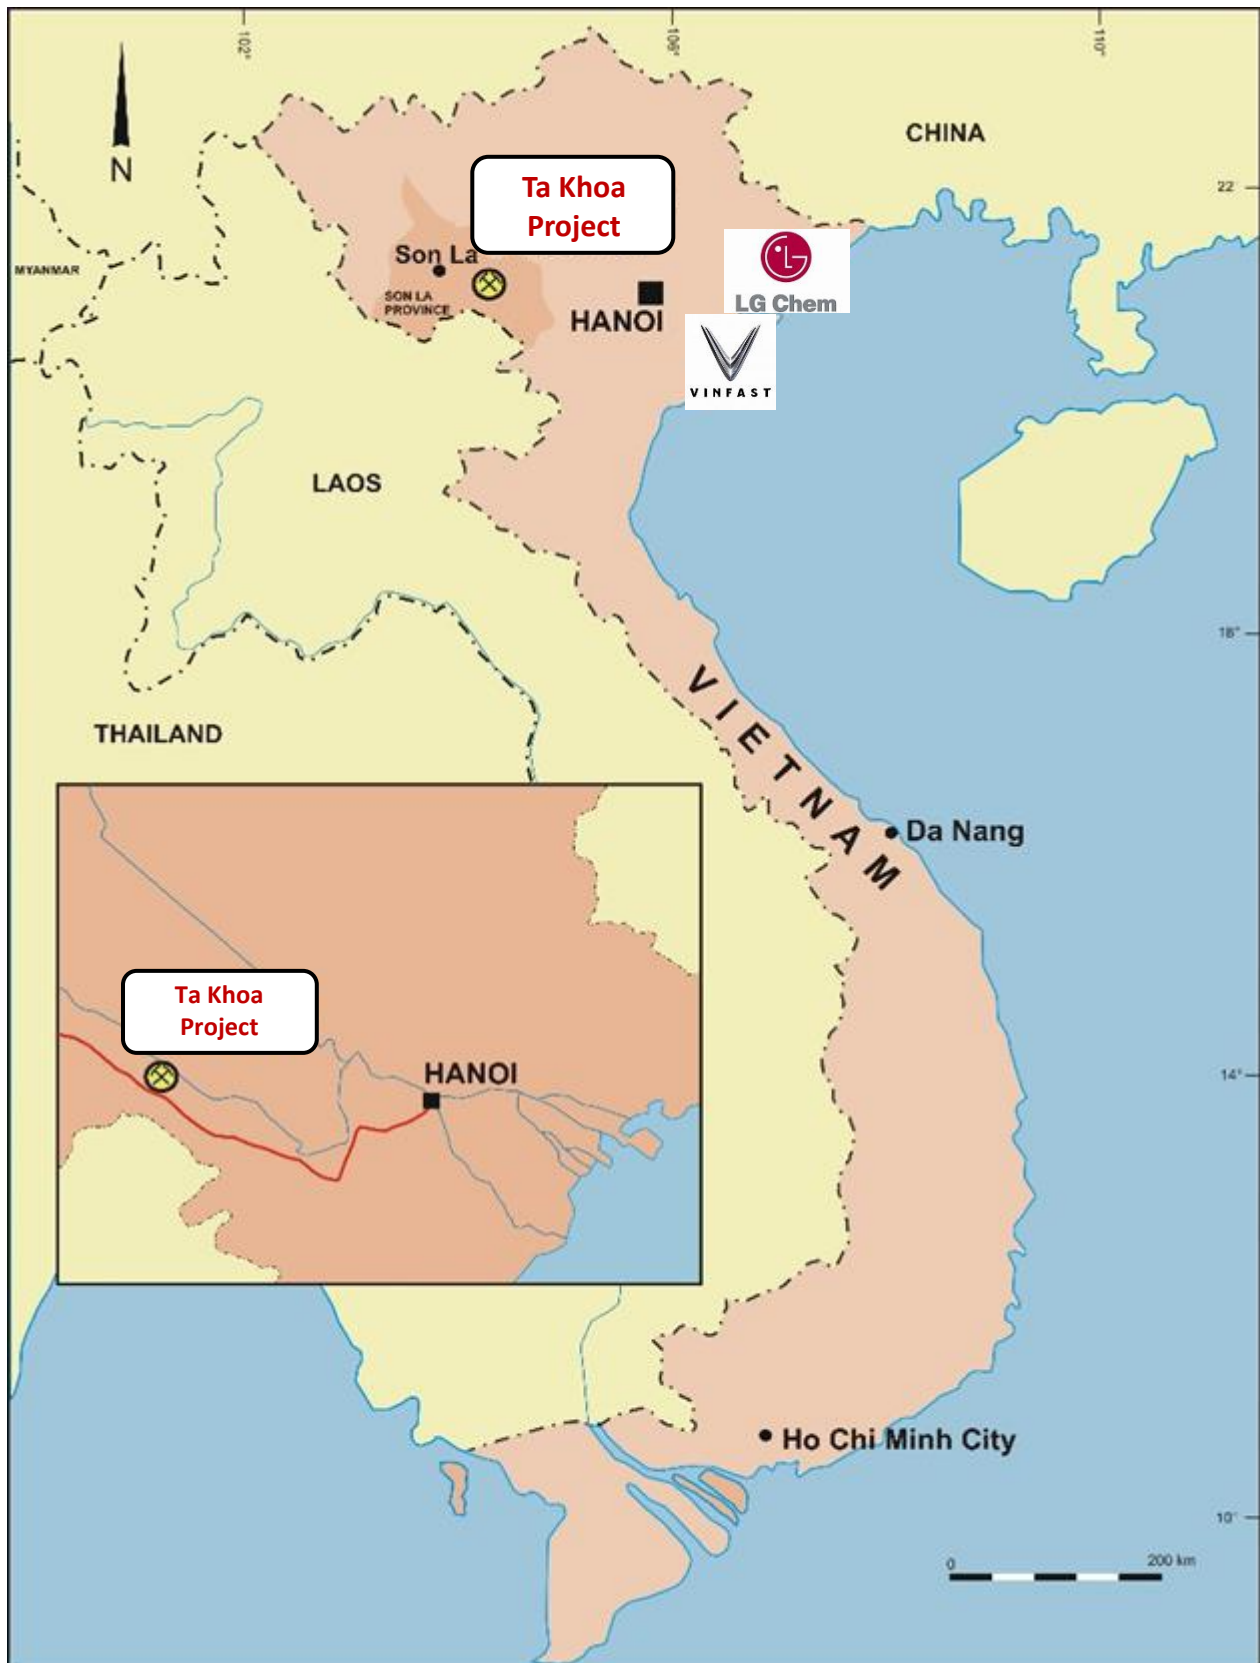 102°
106°
110°
N
CHINA
22°
Ta Khoa
Project
Son La
MYANMAR
SON LA
PROVINCE
HANOI
LG
LG Chem
VINFAST
LAOS
18°
VIETNAM
THAILAND
Da Nang
Ta Khoa
Project
HANOI
14°
Ho Chi Minh City
10°
0
200 km